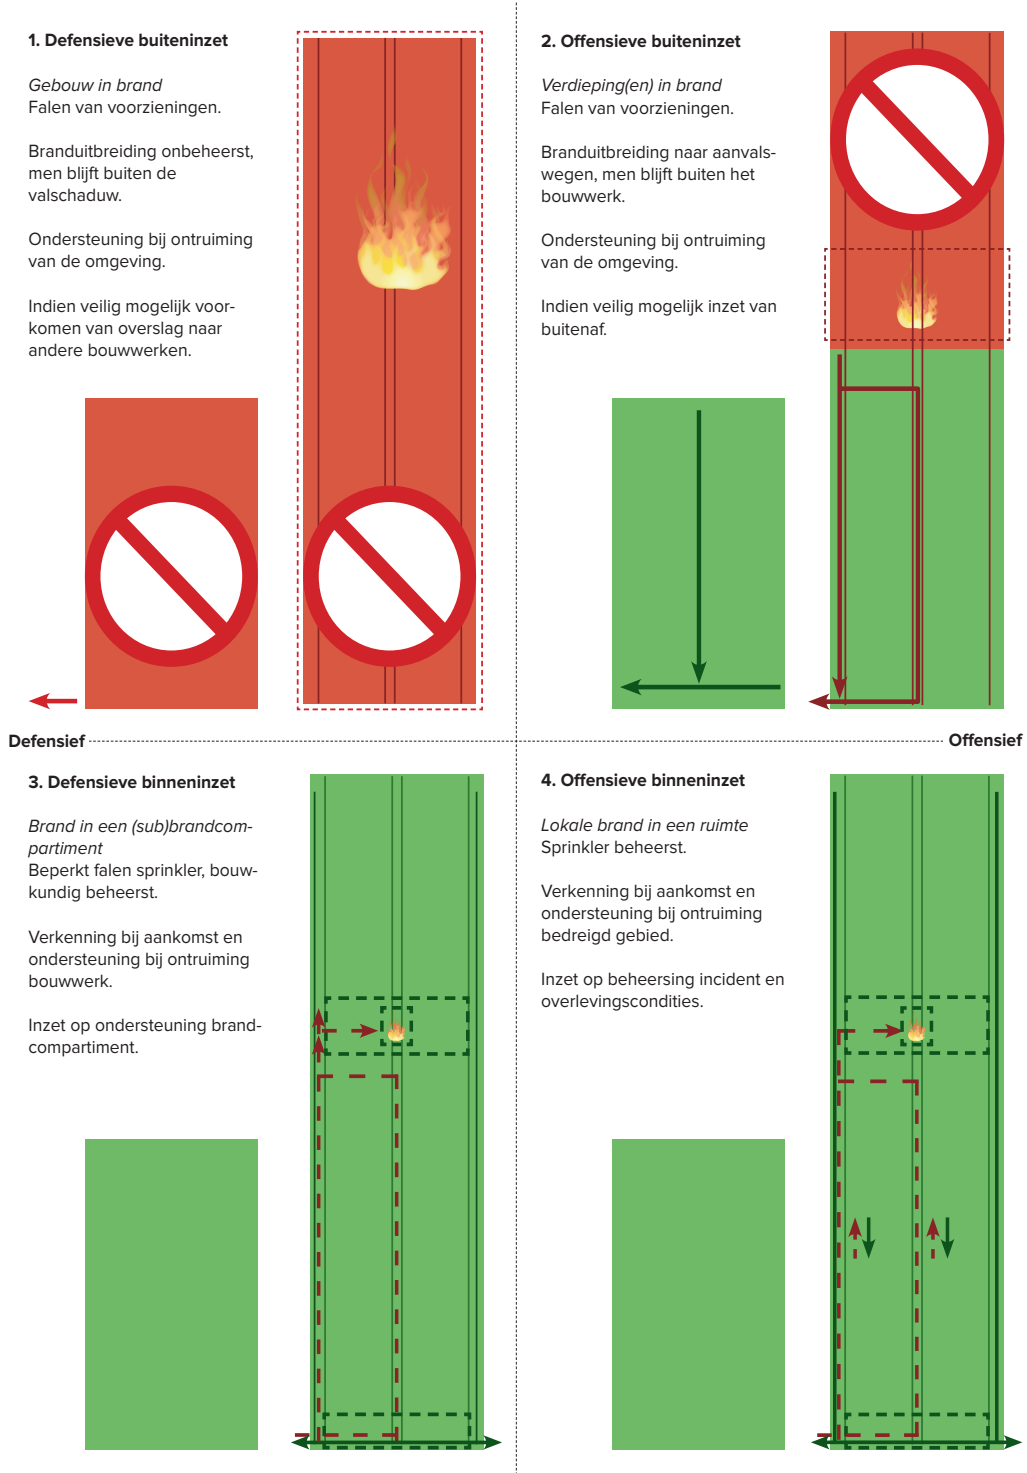 1. Defensieve buiteninzet
Gebouw in brand
Falen van voorzieningen.
Branduitbreiding onbeheerst,
men blijft buiten de
valschaduw.
Ondersteuning bij ontruiming
van de omgeving.
Indien veilig mogelijk voor-
komen van overslag naar
andere bouwwerken.
2. Offensieve buiteninzet
Verdieping(en) in brand
Falen van voorzieningen.
Branduitbreiding naar aanvals-
wegen, men blijft buiten het
bouwwerk.
Ondersteuning bij ontruiming
van de omgeving.
Indien veilig mogelijk inzet van
buitenaf.
Defensief
Offensief
3. Defensieve binneninzet
Brand in een (sub)brandcom-
partiment
Beperkt falen sprinkler, bouw-
kundig beheerst.
Verkenning bij aankomst en
ondersteuning bij ontruiming
bouwwerk.
Inzet op ondersteuning brand-
compartiment.
4. Offensieve binneninzet
Lokale brand in een ruimte
Sprinkler beheerst.
Verkenning bij aankomst en
ondersteuning bij ontruiming
bedreigd gebied.
Inzet op beheersing incident en
overlevingscondities.